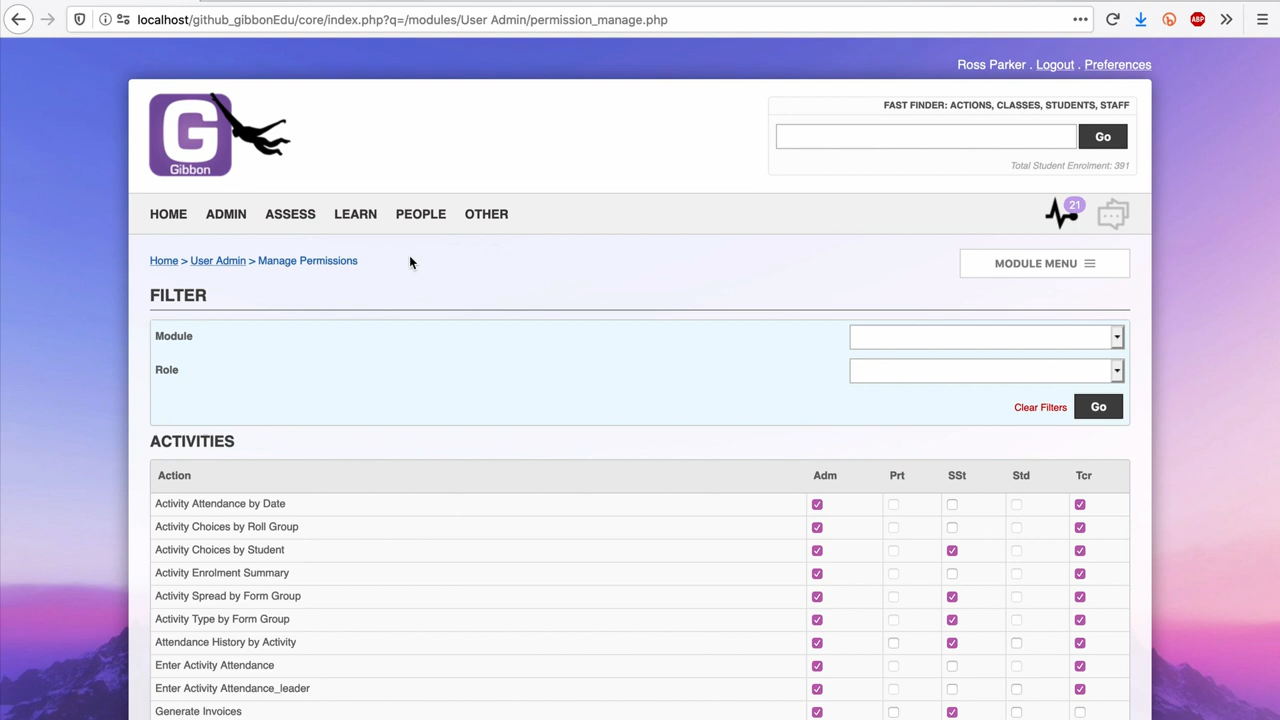 localhost/github_gibbonEdu/core/index.php?q=/modules/User Admin/permission_manage.php
ABP
Ross Parker . Logout . Preferences
G
Gibbon
FAST FINDER: ACTIONS, CLASSES, STUDENTS, STAFF
Go
Total Student Enrolment: 391
HOME ADMIN ASSESS LEARN PEOPLE OTHER
21
Home > User Admin > Manage Permissions
MODULE MENU
FILTER
Module
Role
Clear Filters Go
ACTIVITIES
Action Adm Prt SSt Std Tcr
Activity Attendance by Date
Activity Choices by Roll Group
Activity Choices by Student
Activity Enrolment Summary
Activity Spread by Form Group
Activity Type by Form Group
Attendance History by Activity
Enter Activity Attendance
Enter Activity Attendance_leader
Generate Invoices